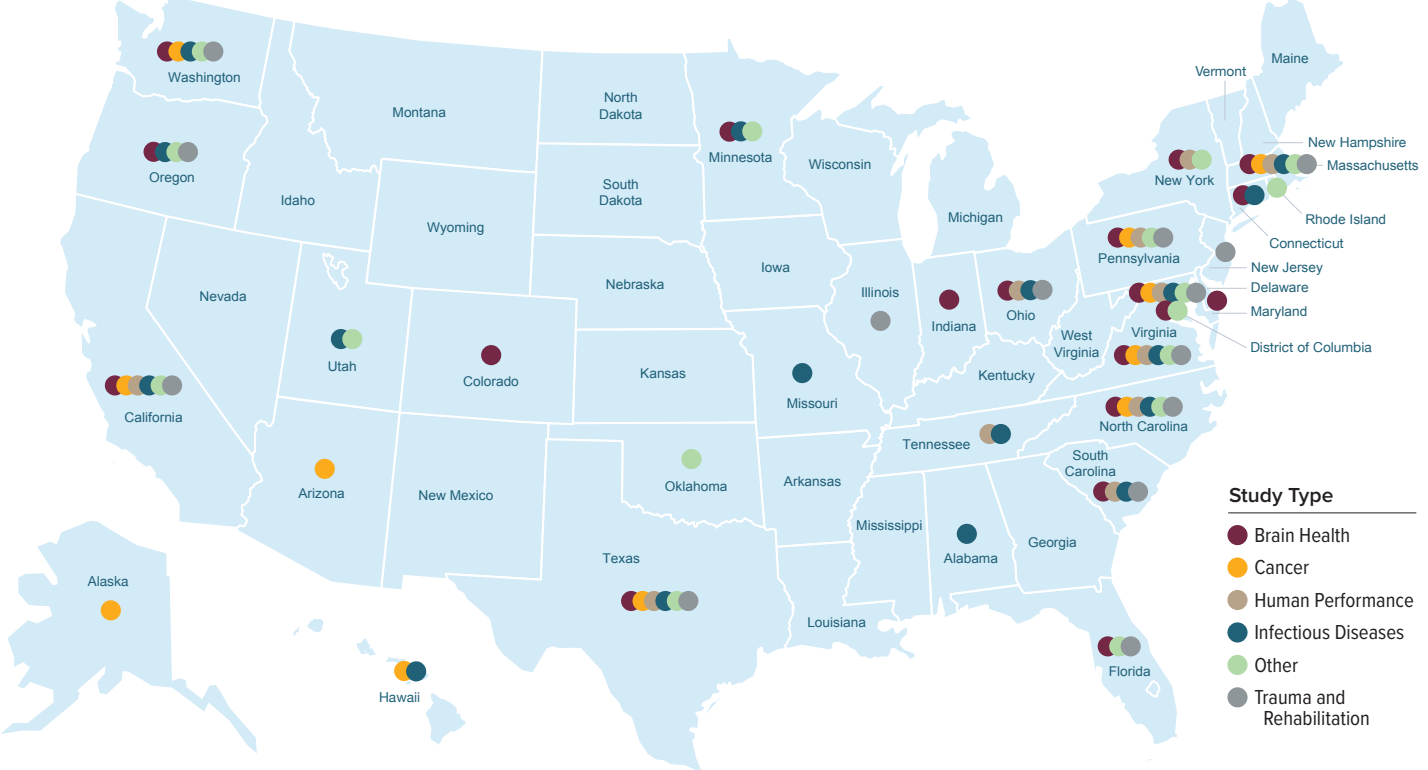 Washington
Montana
North
Dakota
Minnesota
Maine
Vermont
New Hampshire
Massachusetts
New York
Rhode Island
Connecticut
Oregon
Idaho
Wyoming
South
Dakota
Wisconsin
Michigan
Pennsylvania
New Jersey
Delaware
Maryland
District of Columbia
Nevada
Utah
Colorado
Nebraska
Iowa
Illinois
Indiana
Ohio
West
Virginia
Virginia
California
Kansas
Missouri
Kentucky
North Carolina
Tennessee
South
Carolina
Arizona
New Mexico
Oklahoma
Arkansas
Mississippi
Alabama
Georgia
Texas
Louisiana
Florida
Alaska
Hawaii
Study Type
Brain Health
Cancer
Human Performance
Infectious Diseases
Other
Trauma and
Rehabilitation